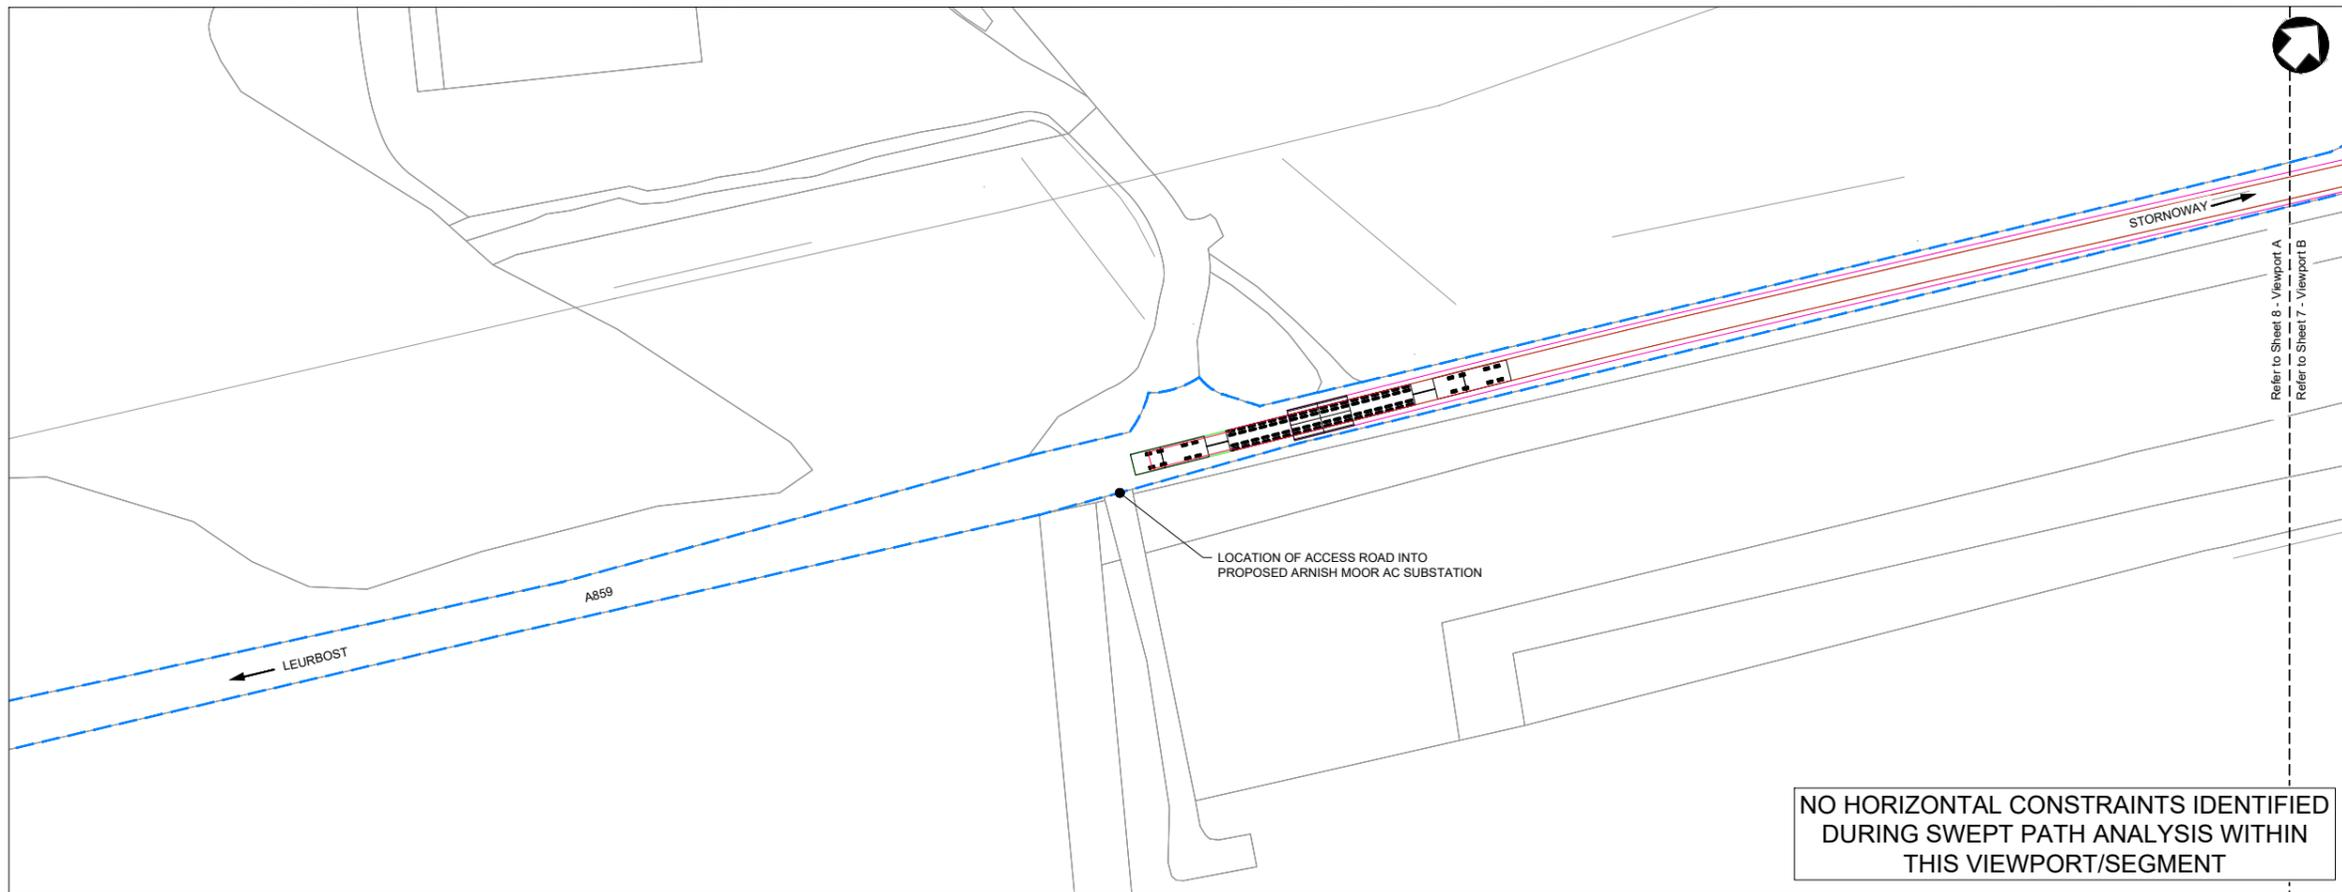 STORNOWAY
Refer to Sheet 8 - Viewport A
Refer to Sheet 7 - Viewport B
LOCATION OF ACCESS ROAD INTO
PROPOSED ARNISH MOOR AC SUBSTATION
A859
LEURBOST
NO HORIZONTAL CONSTRAINTS IDENTIFIED
DURING SWEPT PATH ANALYSIS WITHIN
THIS VIEWPORT/SEGMENT